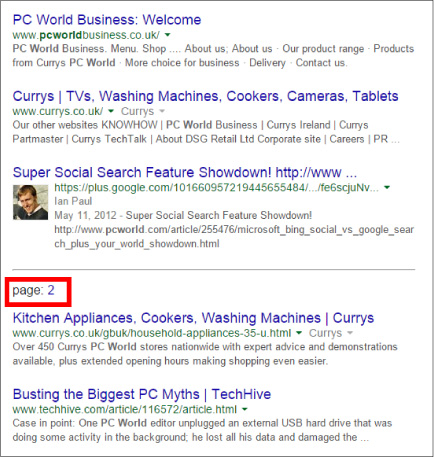 PC World Business: Welcome
www.pcworldbusiness.co.uk/
PC World Business. Menu. Shop .... About us; About us · Our product range · Products
from Currys PC World · More choice for business · Delivery · Contact us.
Currys | TVs, Washing Machines, Cookers, Cameras, Tablets
www.currys.co.uk/ Currys
Our other websites KNOWHOW | PC World Business | Currys Ireland | Currys
Partmaster | Currys TechTalk | About DSG Retail Ltd Corporate site | Careers | PR ...
Super Social Search Feature Showdown! http://www ...
https://plus.google.com/101660957219445655484/.../fe6scjuNv...
Ian Paul
May 11, 2012 - Super Social Search Feature Showdown!
http://www.pcworld.com/article/255476/microsoft_bing_social_vs_google_sear
ch_plus_your_world_showdown.html
page: 2
Kitchen Appliances, Cookers, Washing Machines | Currys
www.currys.co.uk/gbuk/household-appliances-35-u.html Currys
Over 450 Currys PC World stores nationwide with expert advice and demonstrations
available, plus extended opening hours making shopping even easier.
Busting the Biggest PC Myths | TechHive
www.techhive.com/article/116572/article.html
Case in point: One PC World editor unplugged an external USB hard drive that was
doing some activity in the background; he lost all his data and damaged the ...